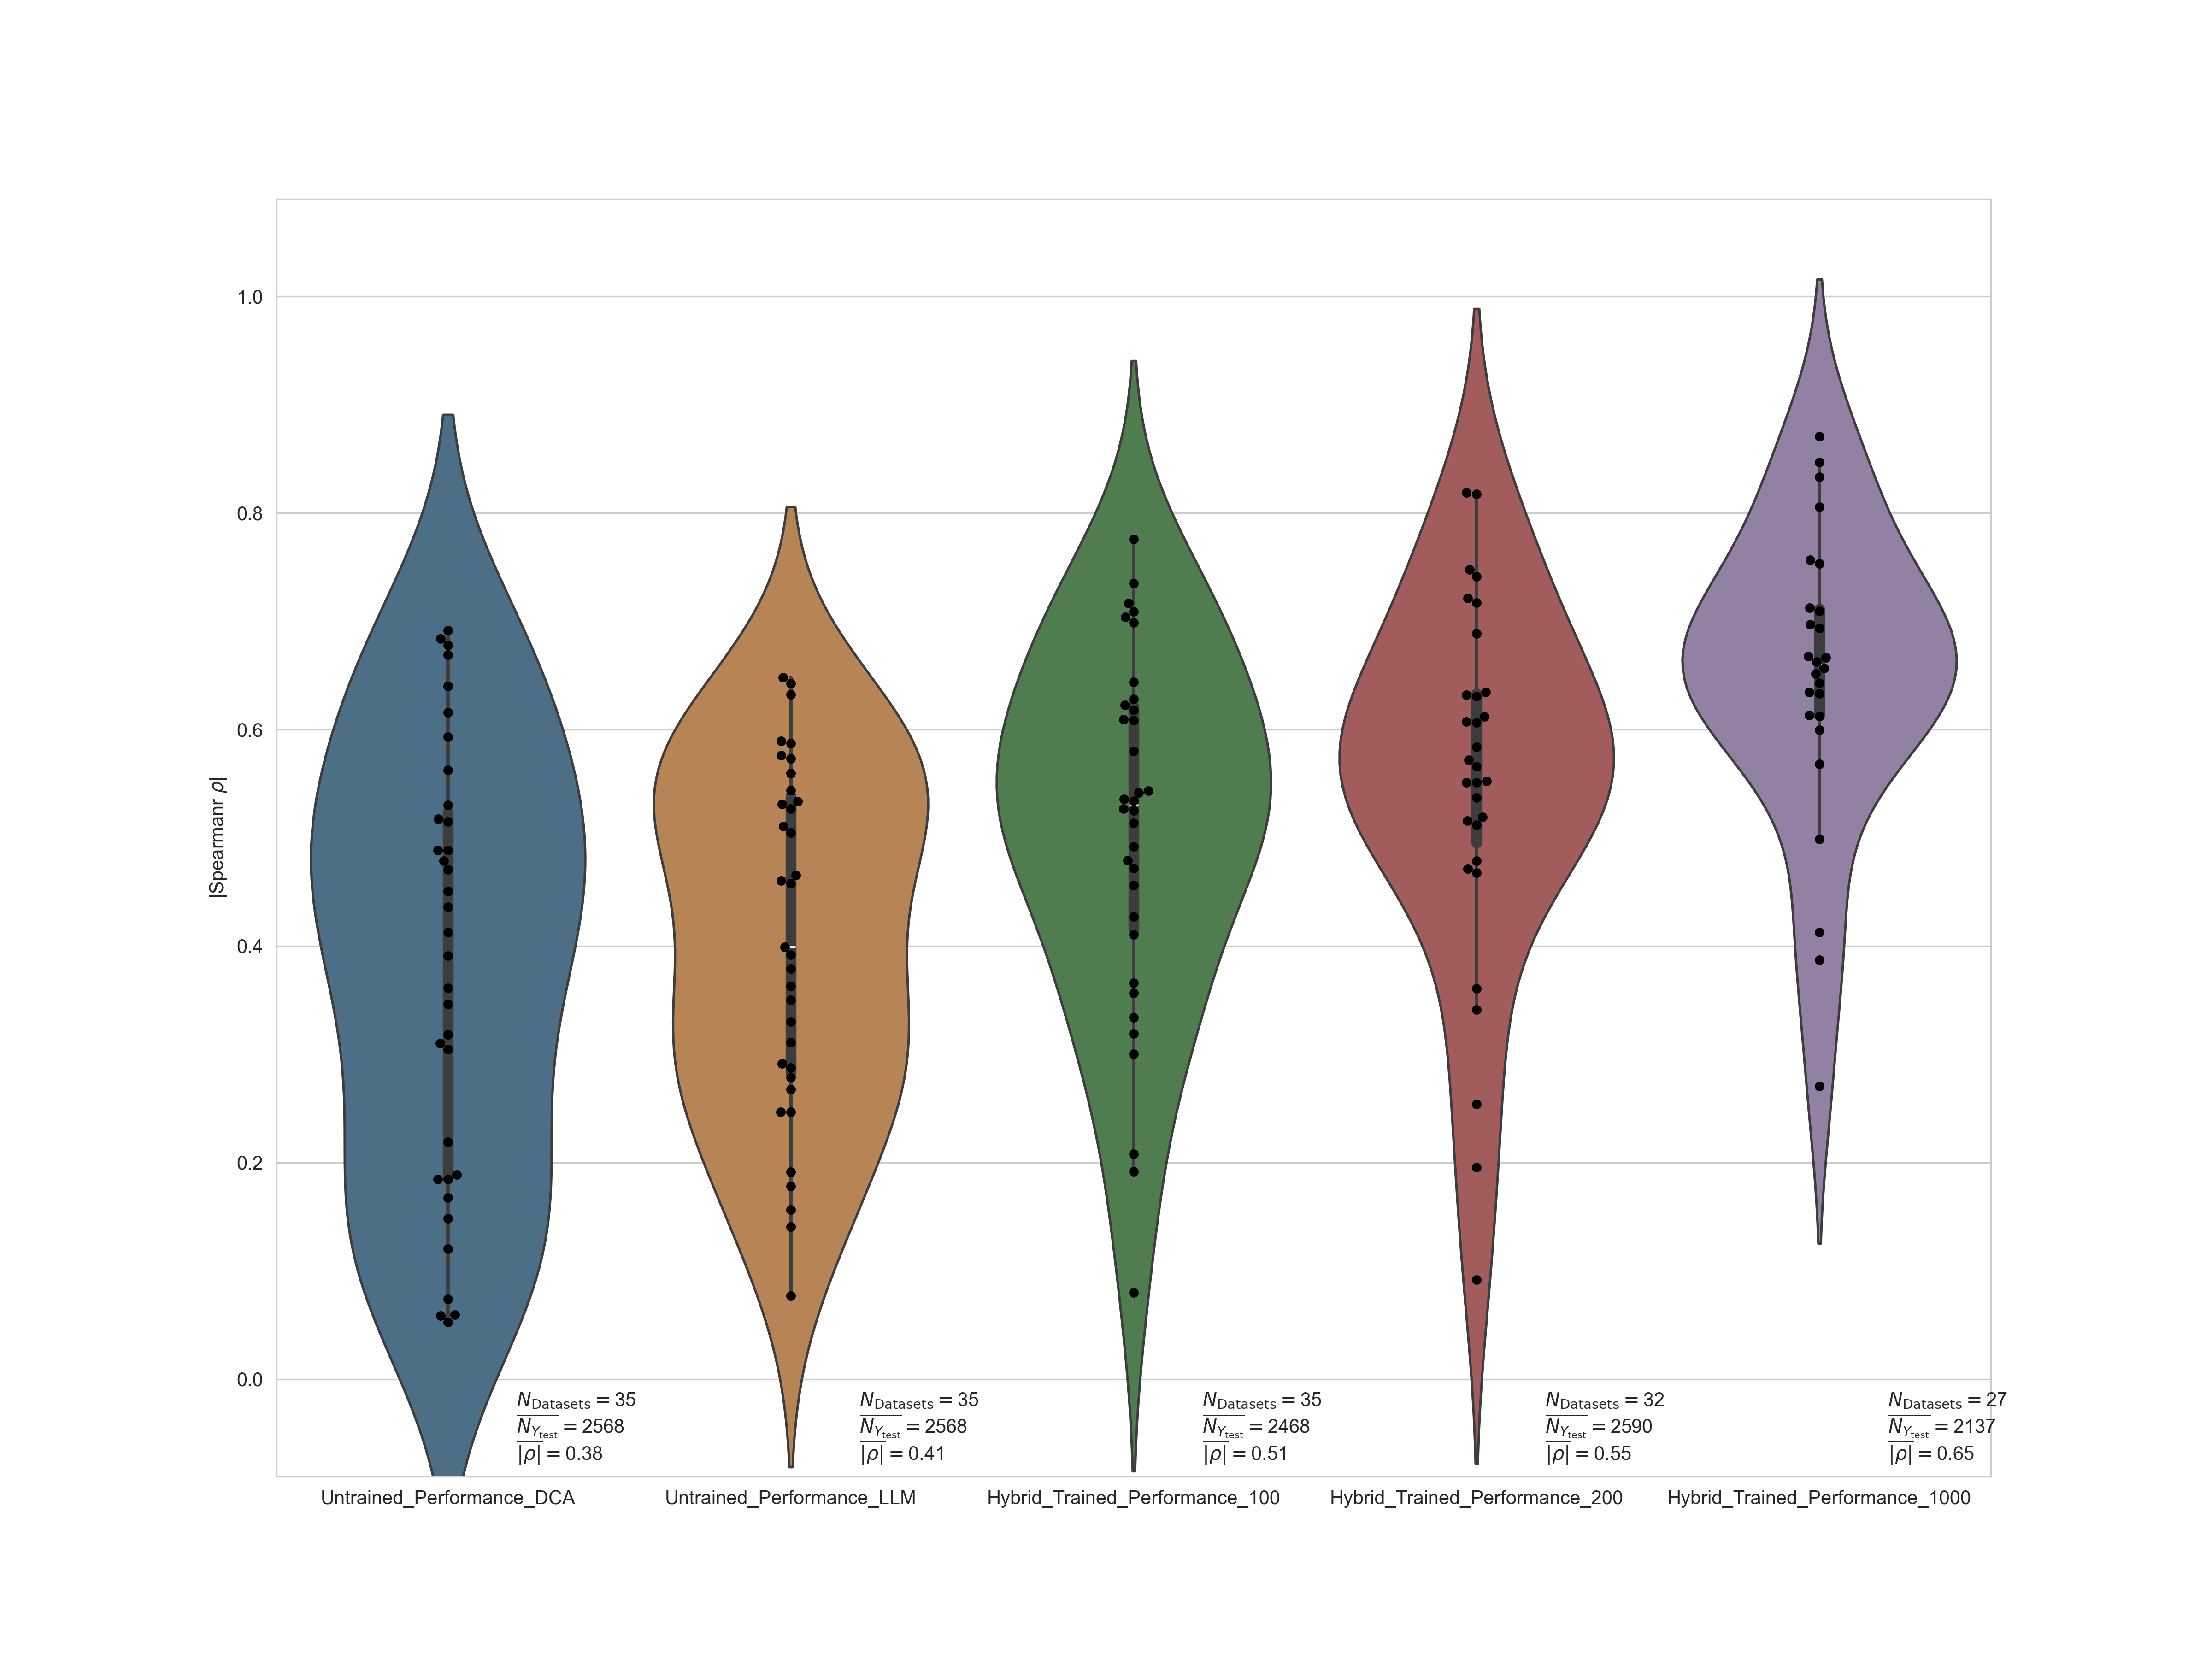 1.0
0.8
0.6
0.4
0.2
0.0
|Spearmanr ρ|
N_Datasets = 35
N_Y_test = 2568
|ρ| = 0.38
N_Datasets = 35
N_Y_test = 2568
|ρ| = 0.41
N_Datasets = 35
N_Y_test = 2468
|ρ| = 0.51
N_Datasets = 32
N_Y_test = 2590
|ρ| = 0.55
N_Datasets = 27
N_Y_test = 2137
|ρ| = 0.65
Untrained_Performance_DCA
Untrained_Performance_LLM
Hybrid_Trained_Performance_100
Hybrid_Trained_Performance_200
Hybrid_Trained_Performance_1000